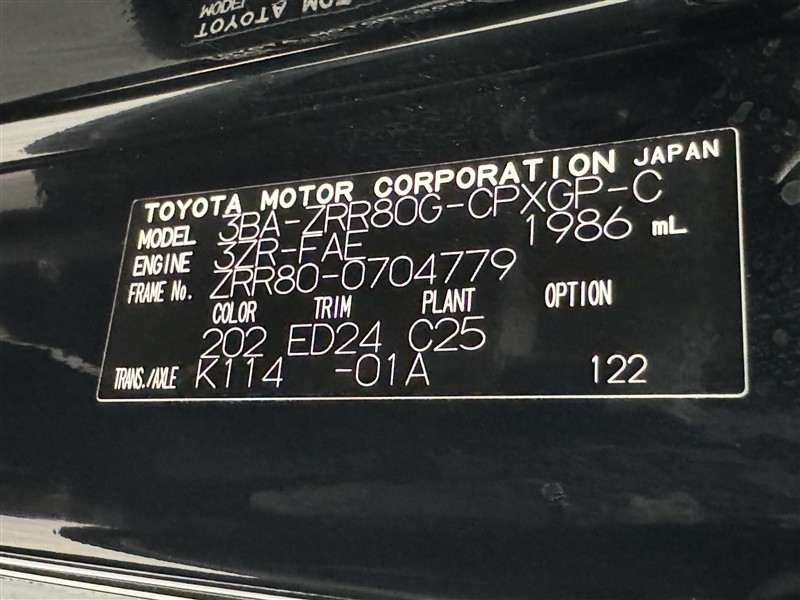 TOYOTA MOTOR CORPORATION JAPAN
MODEL 3BA-ZRR80G-CPXGP-C
ENGINE 3ZR-FAE 1986 mL
FRAME No. ZRR80-0704779
COLOR TRIM PLANT OPTION
202 ED24 C25
TRANS./AXLE K114 -01A 122